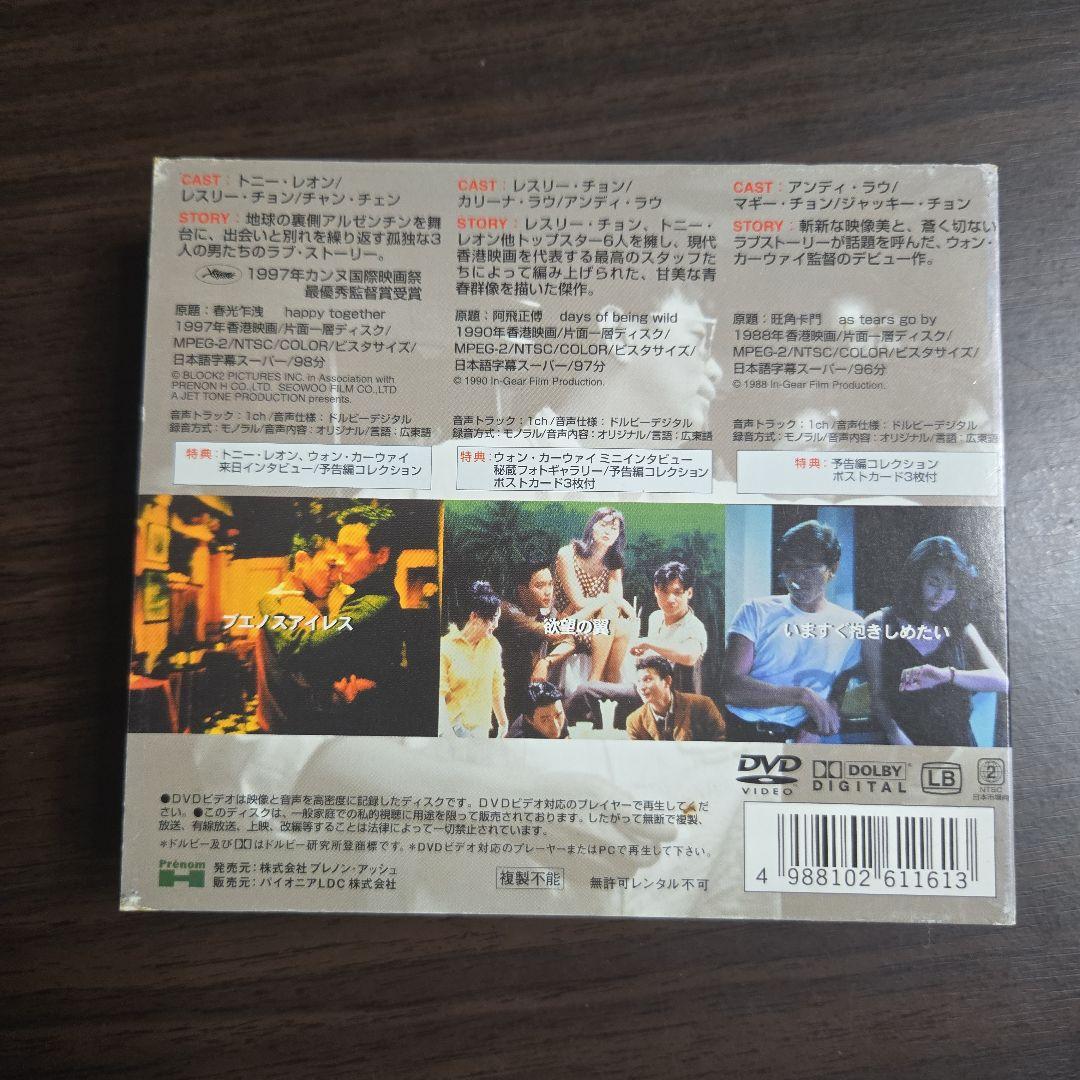 CAST：トニー・レオン/
レスリー・チョン/チャン・チェン
STORY：地球の裏側アルゼンチンを舞
台に、出会いと別れを繰り返す孤独な3
人の男たちのラブ・ストーリー。
1997年カンヌ国際映画祭
最優秀監督賞受賞
原題：春光乍洩 happy together
1997年香港映画/片面一層ディスク/
MPEG-2/NTSC/COLOR/ビスタサイズ/
日本語字幕スーパー/98分
© BLOCK2 PICTURES INC. in Association with
PRENON H CO.,LTD. SEOWOO FILM CO.,LTD
A JET TONE PRODUCTION presents.
音声トラック：1ch/音声仕様：ドルビーデジタル
録音方式：モノラル/音声内容：オリジナル/言語：広東語
特典：トニー・レオン、ウォン・カーウァイ
来日インタビュー/予告編コレクション
CAST：レスリー・チョン/
カリーナ・ラウ/アンディ・ラウ
STORY：レスリー・チョン、トニー・
レオン他トップスター6人を擁し、現代
香港映画を代表する最高のスタッフた
ちによって編み上げられた、甘美な青
春群像を描いた傑作。
原題：阿飛正傳 days of being wild
1990年香港映画/片面一層ディスク/
MPEG-2/NTSC/COLOR/ビスタサイズ/
日本語字幕スーパー/97分
© 1990 In-Gear Film Production.
音声トラック：1ch/音声仕様：ドルビーデジタル
録音方式：モノラル/音声内容：オリジナル/言語：広東語
特典：ウォン・カーウァイ ミニインタビュー
秘蔵フォトギャラリー/予告編コレクション
ポストカード3枚付
CAST：アンディ・ラウ/
マギー・チョン/ジャッキー・チョン
STORY：斬新な映像美と、蒼く切ない
ラブストーリーが話題を呼んだ、ウォン・
カーウァイ監督のデビュー作。
原題：旺角卡門 as tears go by
1988年香港映画/片面一層ディスク/
MPEG-2/NTSC/COLOR/ビスタサイズ/
日本語字幕スーパー/96分
© 1988 In-Gear Film Production.
音声トラック：1ch/音声仕様：ドルビーデジタル
録音方式：モノラル/音声内容：オリジナル/言語：広東語
特典：予告編コレクション
ポストカード3枚付
ブエノスアイレス
欲望の翼
いますぐ抱きしめたい
●DVDビデオは映像と音声を高密度に記録したディスクです。DVDビデオ対応のプレイヤーで再生してくだ
さい。●このディスクは、一般家庭での私的視聴に用途を限って販売されております。したがって無断で複製、
放送、有線放送、上映、改編等することは法律によって一切禁止されています。
＊ドルビー及びDDはドルビー研究所登商標です。＊DVDビデオ対応のプレーヤーまたはPCで再生して下さい。
Prénom
H
発売元：株式会社 プレノン・アッシュ
販売元：パイオニアLDC 株式会社
複製不能
無許可レンタル不可
DVD
VIDEO
DOLBY
DIGITAL
LB
2
NTSC
日本市場向
4 988102 611613